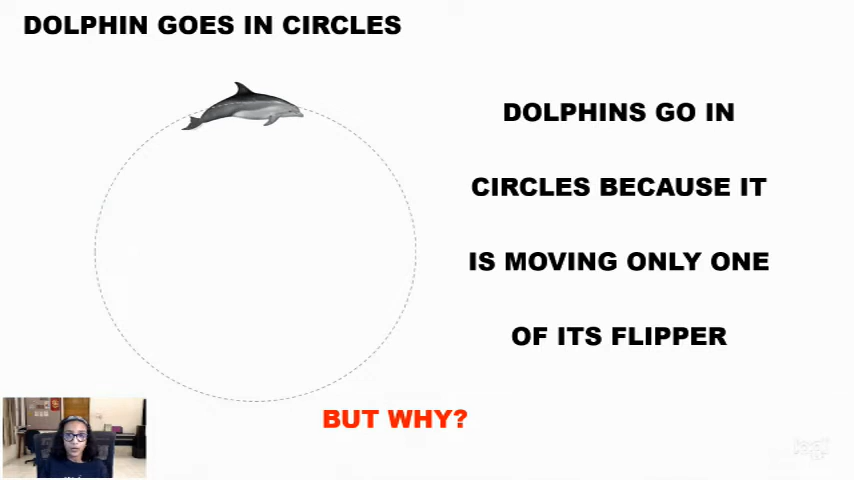 DOLPHIN GOES IN CIRCLES
DOLPHINS GO IN
CIRCLES BECAUSE IT
IS MOVING ONLY ONE
OF ITS FLIPPER
BUT WHY?